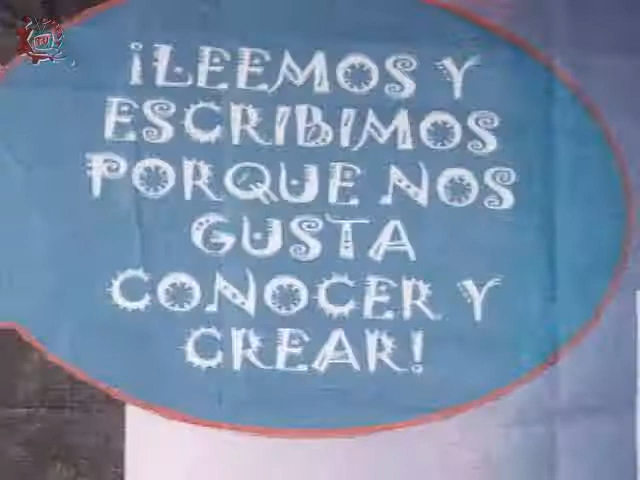 ¡LEEMOS Y
ESCRIBIMOS
PORQUE NOS
GUSTA
CONOCER Y
CREAR!